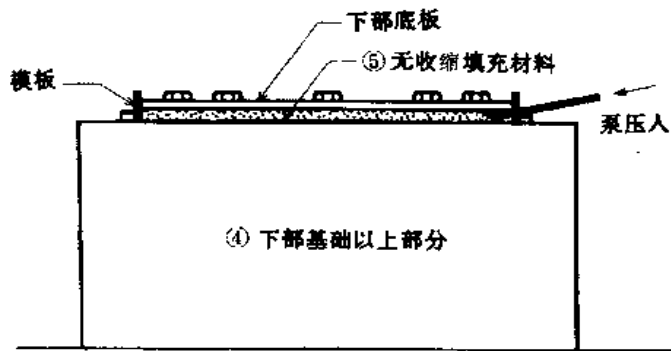 下部底板
⑤ 无收缩填充材料
模板
泵压人
④ 下部基础以上部分